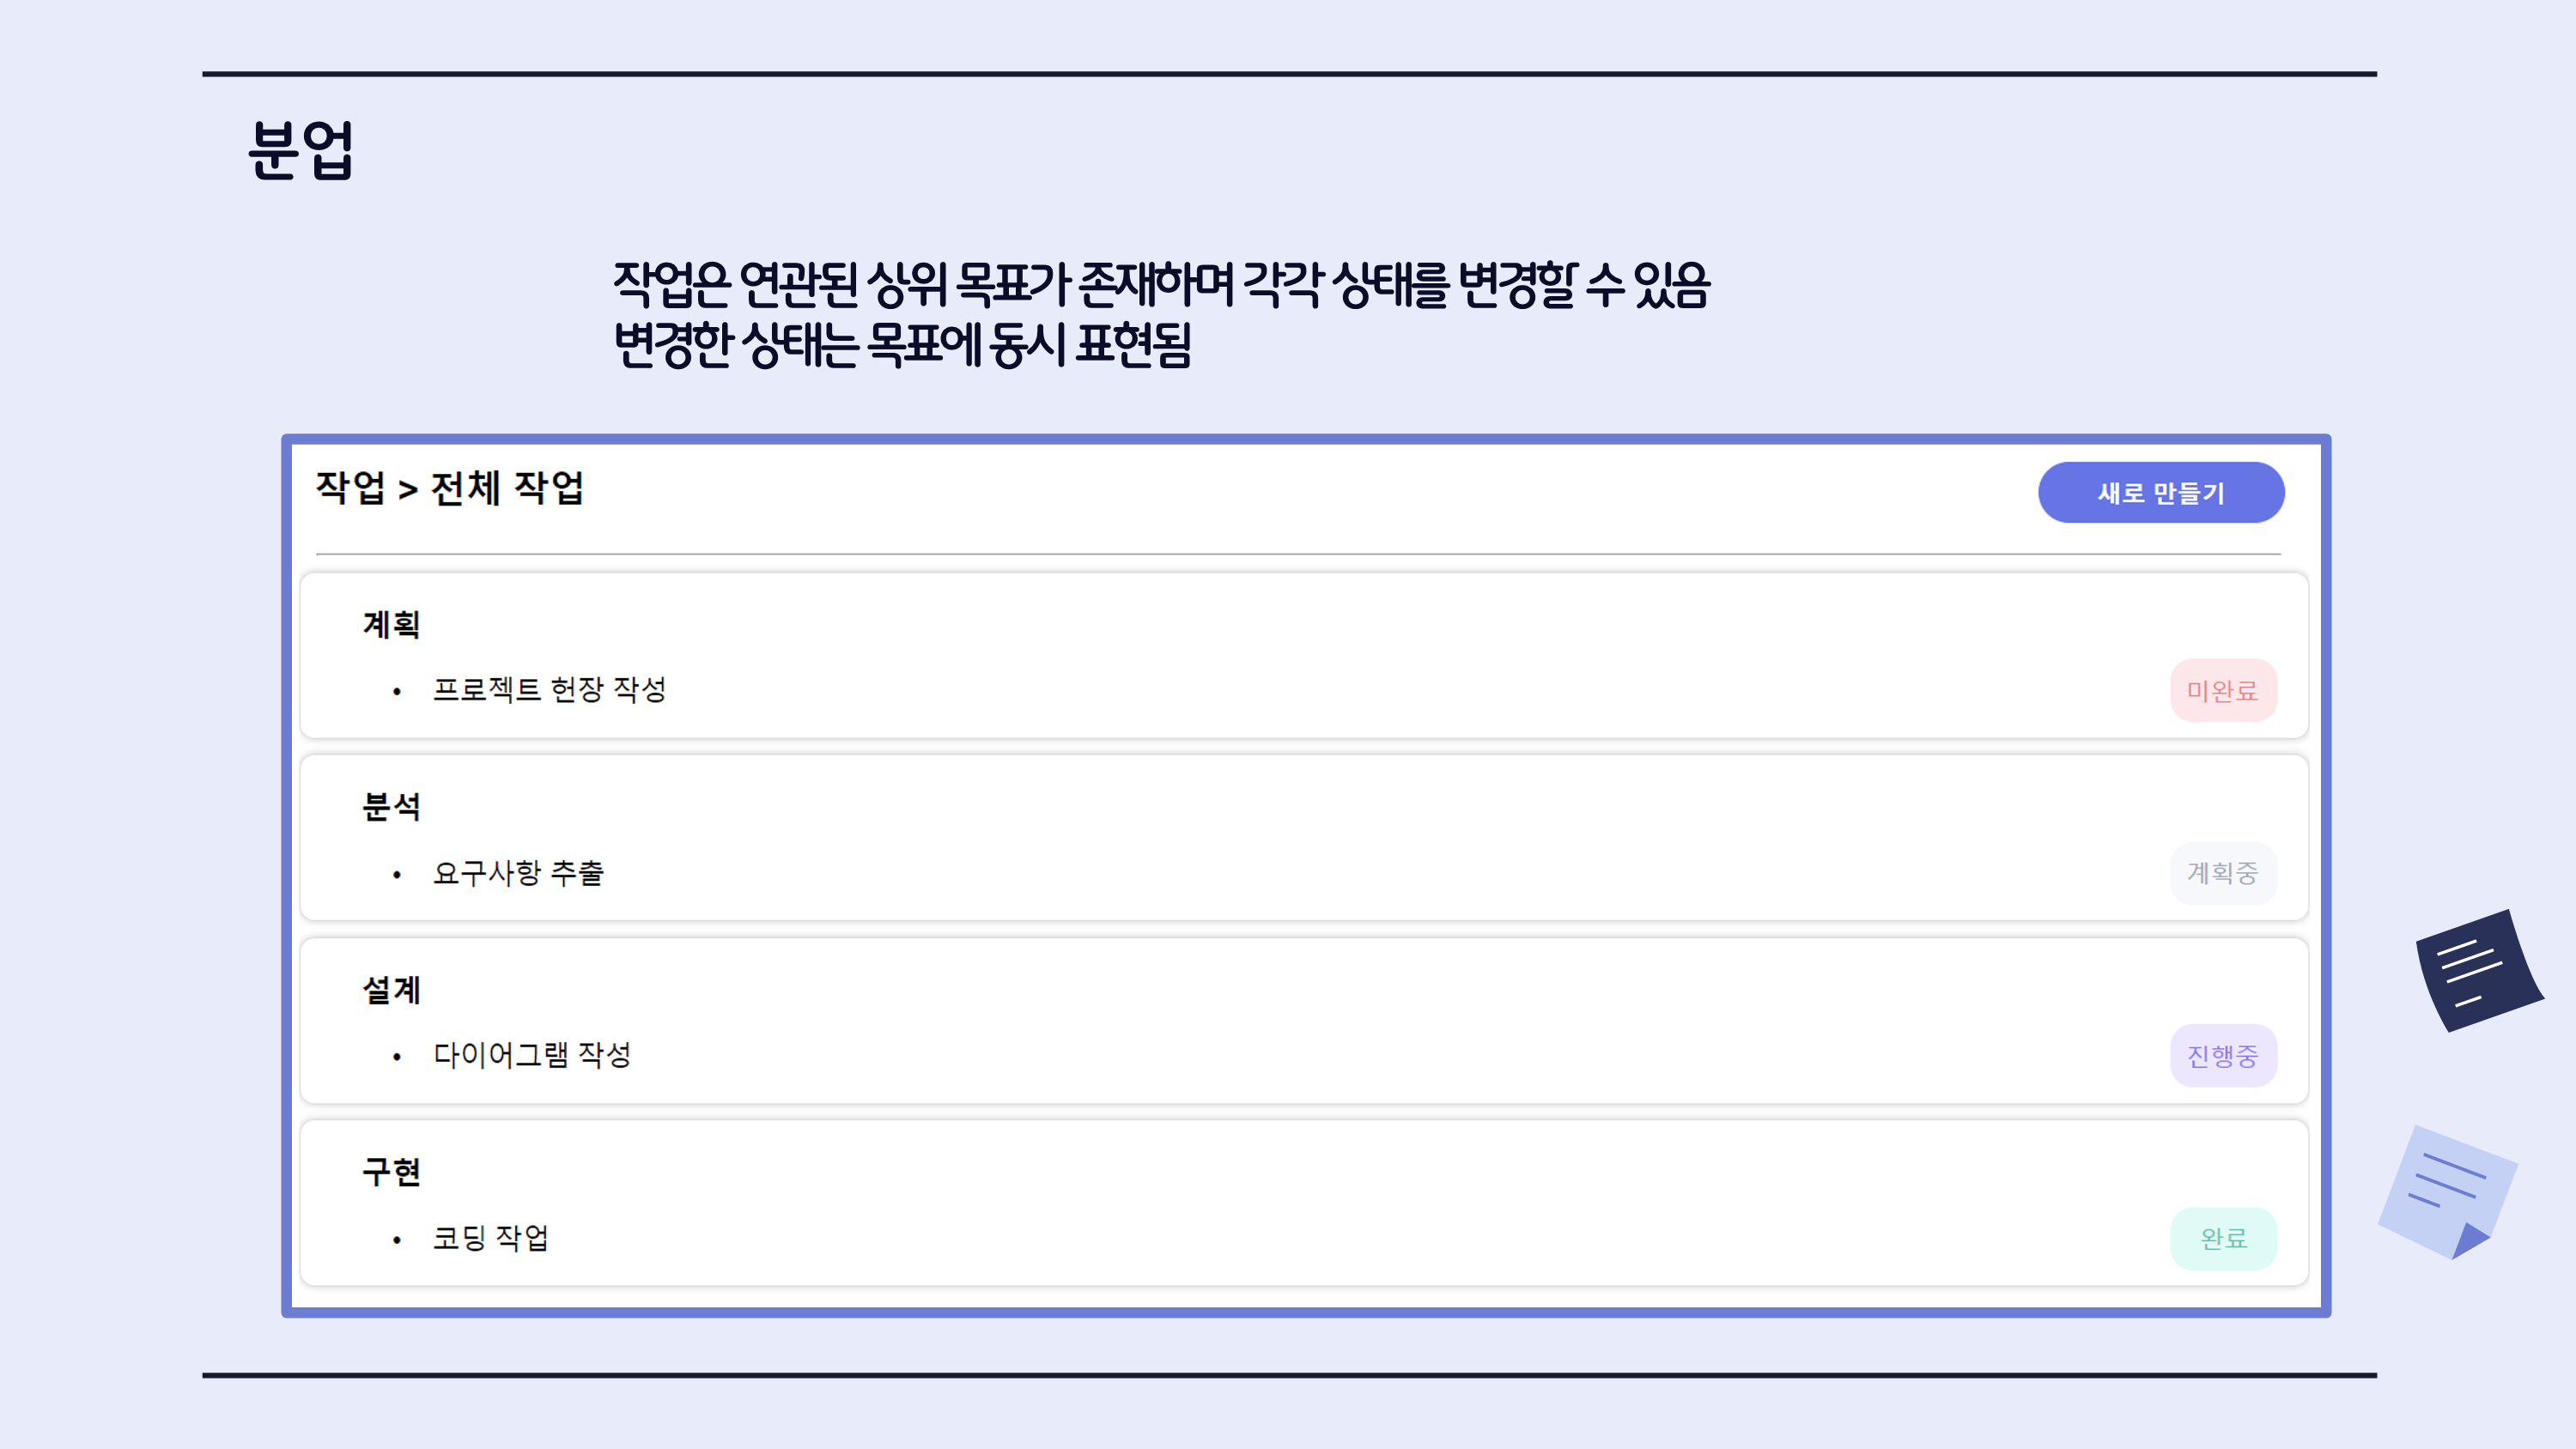 분업
작업은 연관된 상위 목표가 존재하며 각각 상태를 변경할 수 있음
변경한 상태는 목표에 동시 표현됨
작업 > 전체 작업
새로 만들기
계획
• 프로젝트 헌장 작성
미완료
분석
• 요구사항 추출
계획중
설계
• 다이어그램 작성
진행중
구현
• 코딩 작업
완료